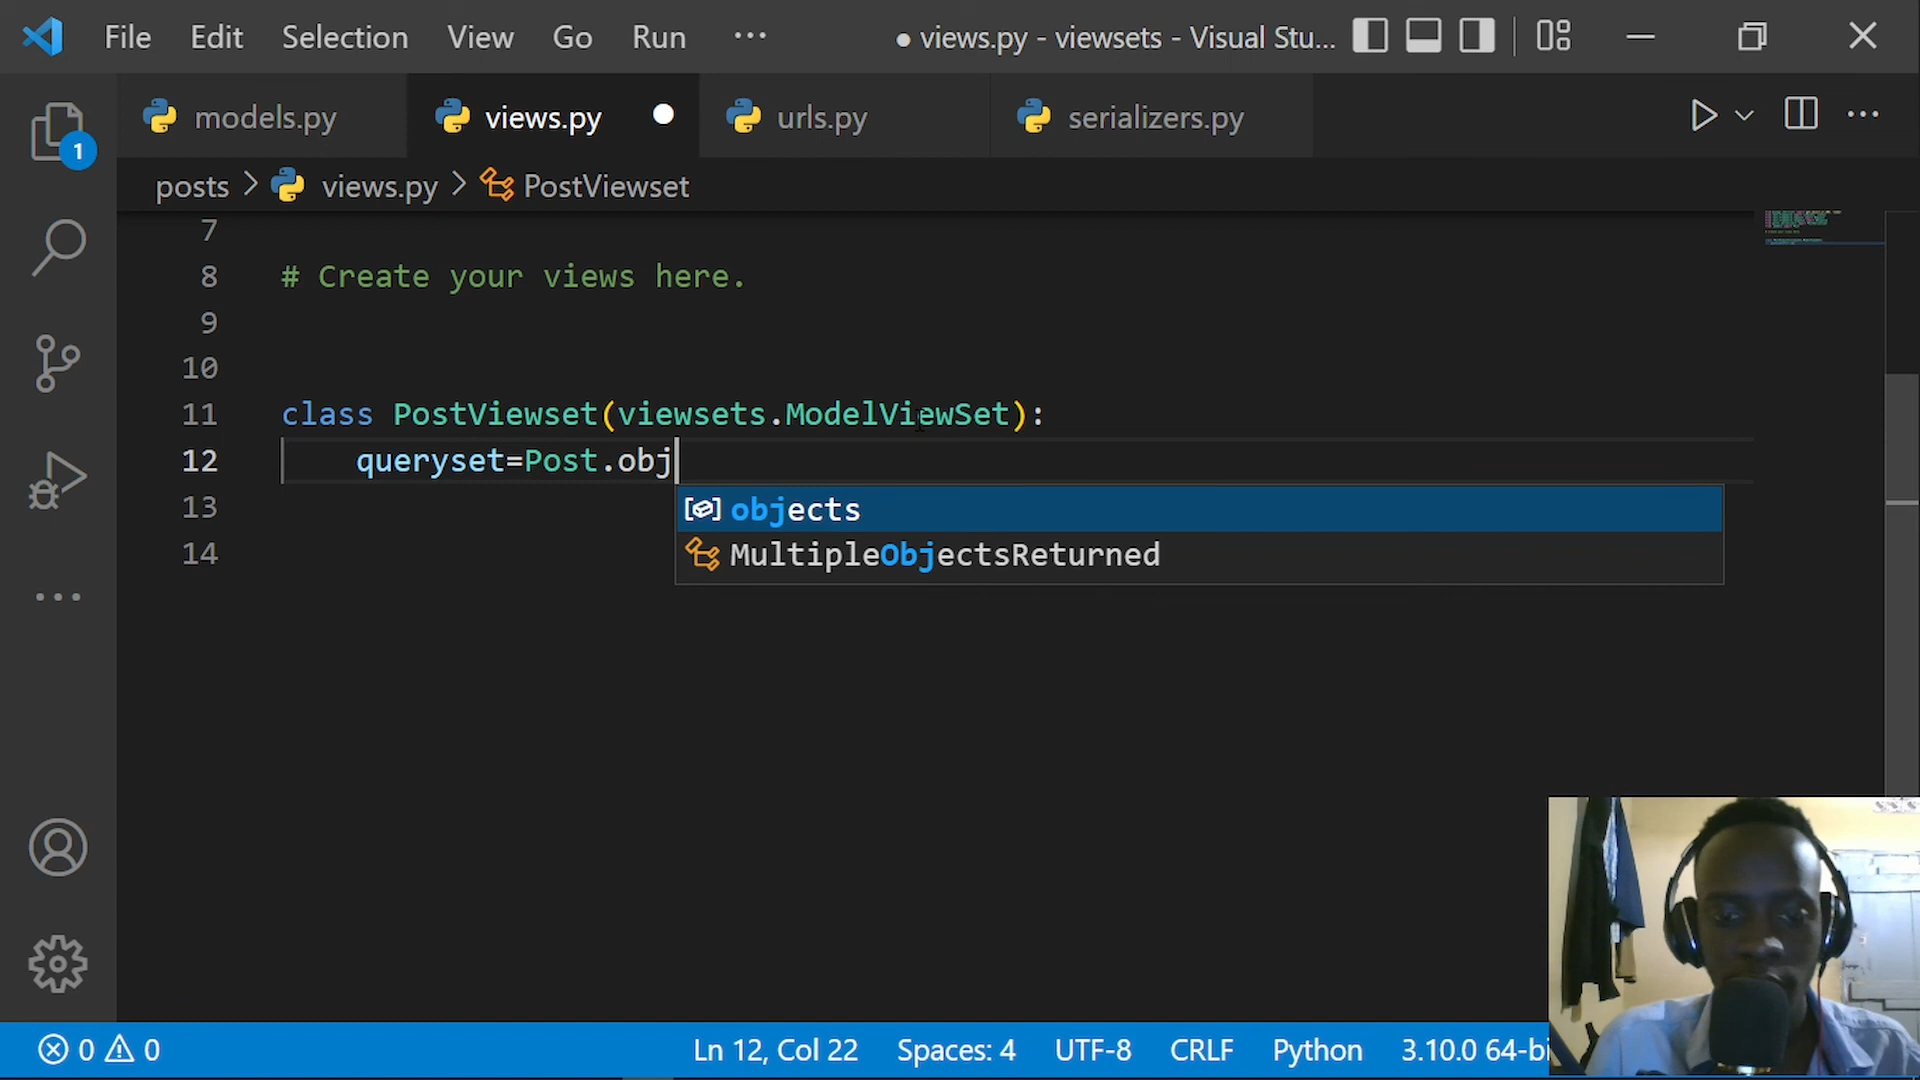 File Edit Selection View Go Run ··· ● views.py - viewsets - Visual Stu...
models.py views.py urls.py serializers.py
1
posts > views.py > PostViewset
7
8 # Create your views here.
9
10
11 class PostViewset(viewsets.ModelViewSet):
12 queryset=Post.obj
13 objects
14 MultipleObjectsReturned
0 0 Ln 12, Col 22 Spaces: 4 UTF-8 CRLF Python 3.10.0 64-bi